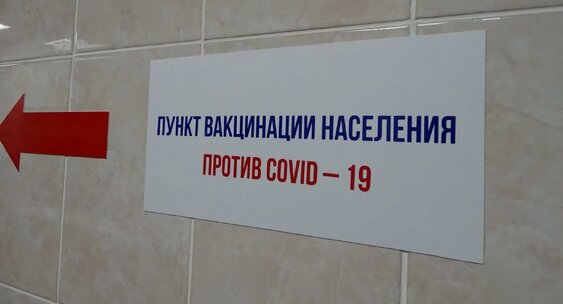 ПУНКТ ВАКЦИНАЦИИ НАСЕЛЕНИЯ
ПРОТИВ COVID – 19